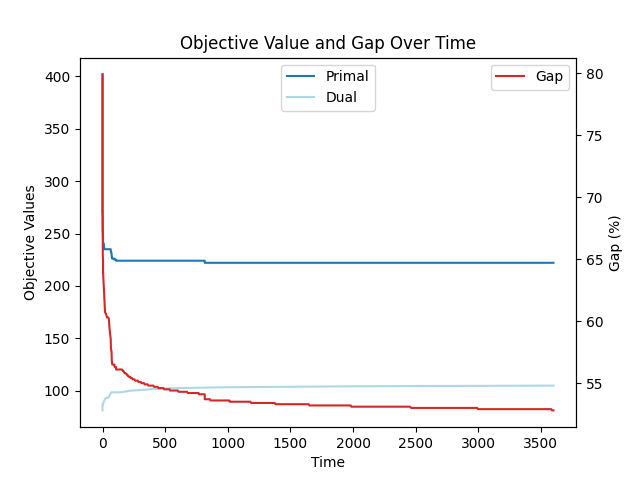 Objective Value and Gap Over Time
Primal
Dual
Gap
Objective Values
400
350
300
250
200
150
100
Gap (%)
80
75
70
65
60
55
0 500 1000 1500 2000 2500 3000 3500
Time